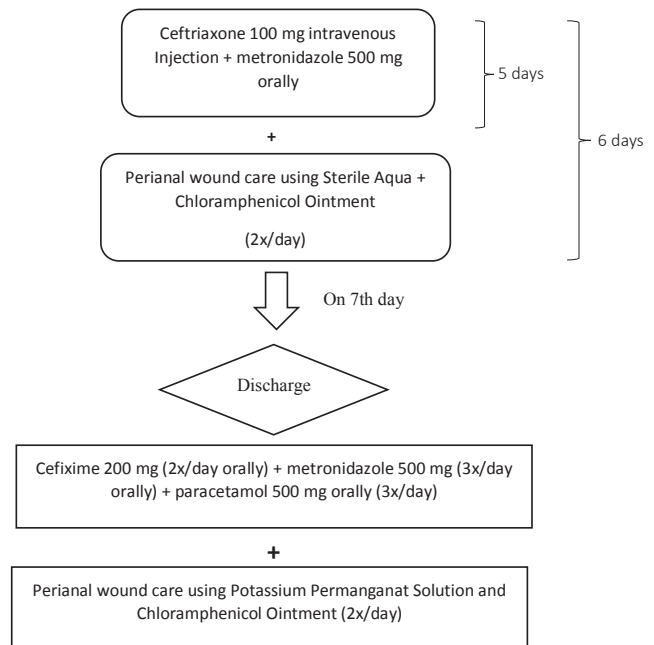 Ceftriaxone 100 mg intravenous
Injection + metronidazole 500 mg
orally
5 days
+
6 days
Perianal wound care using Sterile Aqua +
Chloramphenicol Ointment
(2x/day)
On 7th day
Discharge
Cefixime 200 mg (2x/day orally) + metronidazole 500 mg (3x/day
orally) + paracetamol 500 mg orally (3x/day)
+
Perianal wound care using Potassium Permanganat Solution and
Chloramphenicol Ointment (2x/day)